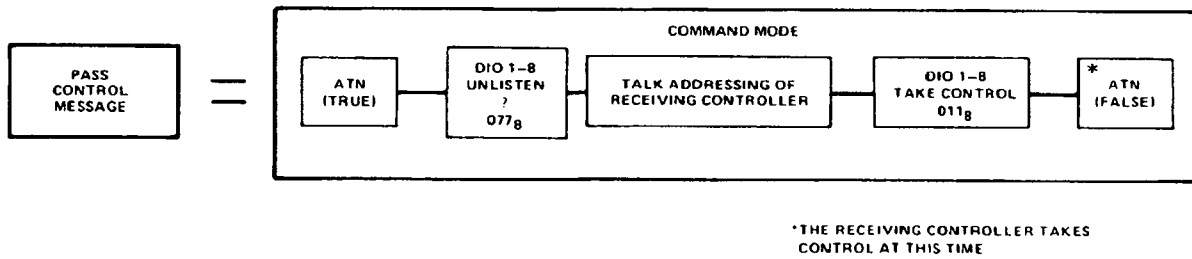 COMMAND MODE
PASS
CONTROL
MESSAGE
=
ATN
(TRUE)
DIO 1-8
UNLISTEN
?
077₈
TALK ADDRESSING OF
RECEIVING CONTROLLER
DIO 1-8
TAKE CONTROL
011₈
*
ATN
(FALSE)
*THE RECEIVING CONTROLLER TAKES
CONTROL AT THIS TIME